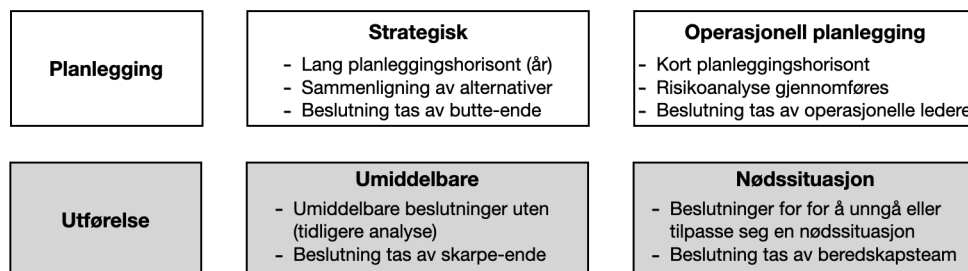 Planlegging
Strategisk
- Lang planleggingshorisont (år)
- Sammenligning av alternativer
- Beslutning tas av butte-ende
Operasjonell planlegging
- Kort planleggingshorisont
- Risikoanalyse gjennomføres
- Beslutning tas av operasjonelle ledere
Utførelse
Umiddelbare
- Umiddelbare beslutninger uten
(tidligere analyse)
- Beslutning tas av skarpe-ende
Nødssituasjon
- Beslutninger for for å unngå eller
tilpasse seg en nødssituasjon
- Beslutning tas av beredskapsteam